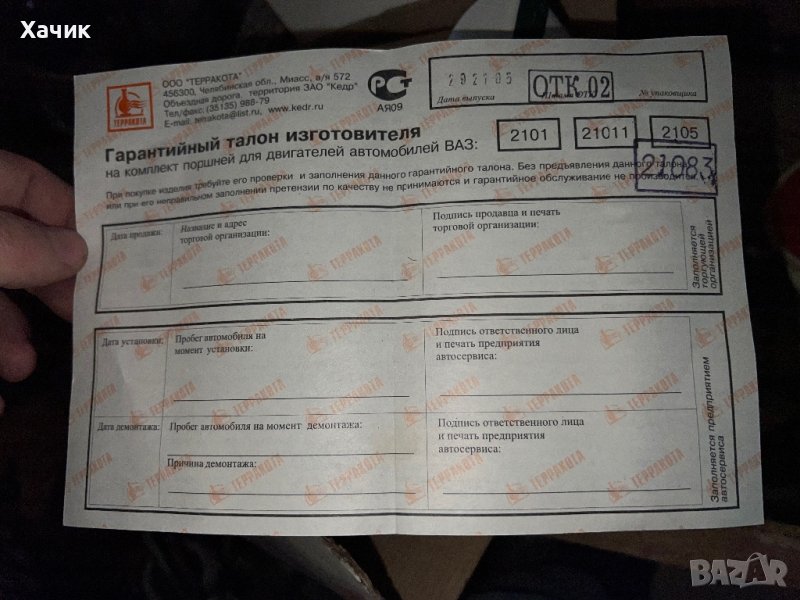 Хачик
ТЕРРАКОТА
ООО "ТЕРРАКОТА"
456300, Челябинская обл., Миасс, а/я 572
Объездная дорога, территория ЗАО "Кедр"
Тел/факс: (35135) 988-79
E-mail: terrakota@list.ru, www.kedr.ru
АЯ09
Дата выпуска
ОТК 02
№ упаковщика
Гарантийный талон изготовителя
на комплект поршней для двигателей автомобилей ВАЗ:
2101 21011 2105
21083
При покупке изделия требуйте его проверки и заполнения данного гарантийного талона. Без предъявления данного талона
или при его неправильном заполнении претензии по качеству не принимаются и гарантийное обслуживание не производится.
Дата продажи:
Название и адрес
торговой организации:
Подпись продавца и печать
торговой организации:
Заполняется
торгующей
организацией
Дата установки:
Пробег автомобиля на
момент установки:
Подпись ответственного лица
и печать предприятия
автосервиса:
Дата демонтажа:
Пробег автомобиля на момент демонтажа:
Причина демонтажа:
Подпись ответственного лица
и печать предприятия
автосервиса:
Заполняется предприятием
автосервиса
BAZAR